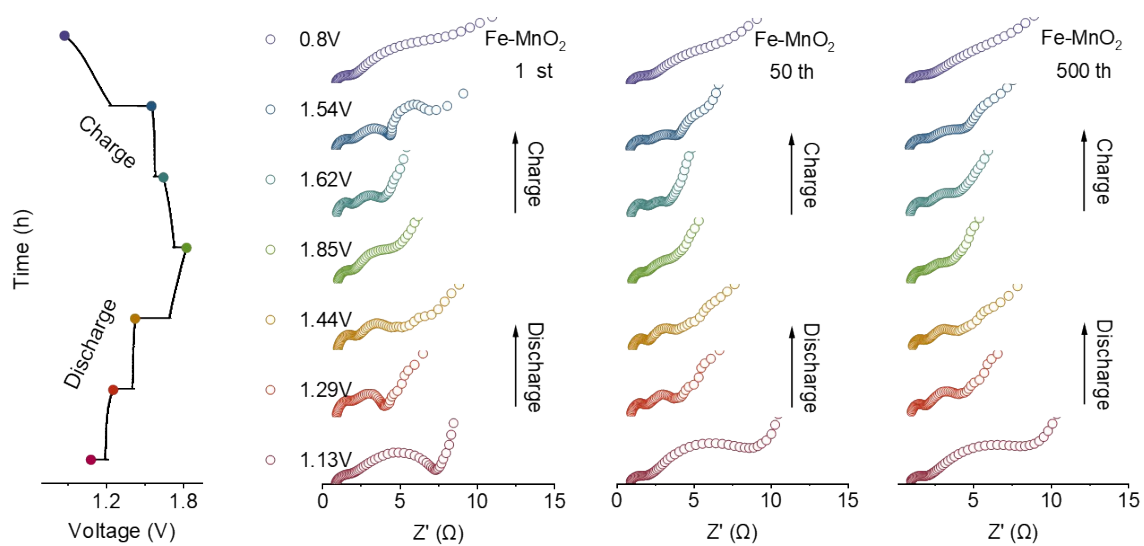 Time (h)
Charge
Discharge
1.2 1.8
Voltage (V)
0.8V
1.54V
1.62V
1.85V
1.44V
1.29V
1.13V
Fe-MnO₂
1 st
Charge
Discharge
0 5 10 15
Z' (Ω)
Fe-MnO₂
50 th
Charge
Discharge
0 5 10 15
Z' (Ω)
Fe-MnO₂
500 th
Charge
Discharge
0 5 10 15
Z' (Ω)